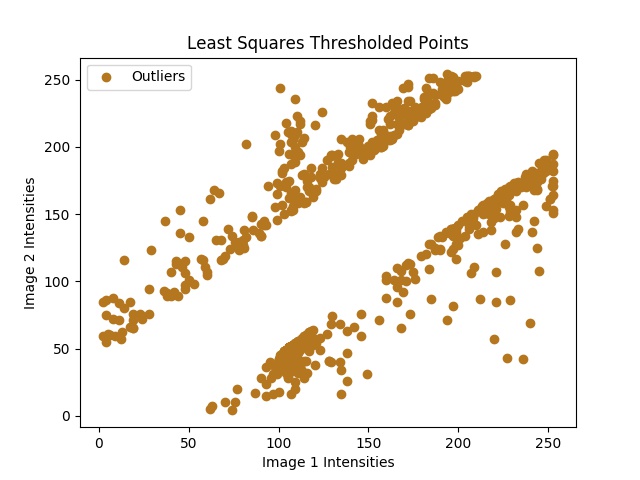 Least Squares Thresholded Points
Outliers
Image 2 Intensities
250
200
150
100
50
0
0 50 100 150 200 250
Image 1 Intensities